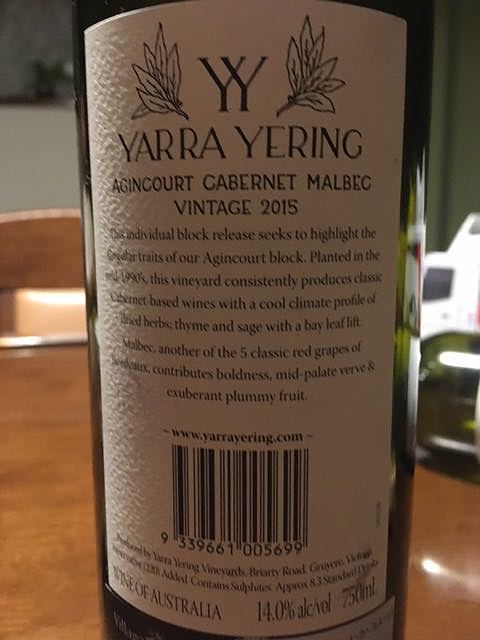 YY
YARRA YERING
AGINCOURT CABERNET MALBEC
VINTAGE 2015
This individual block release seeks to highlight the
singular traits of our Agincourt block. Planted in the
mid-1990's, this vineyard consistently produces classic
Cabernet-based wines with a cool climate profile of
dried herbs; thyme and sage with a bay leaf lift.
Malbec, another of the 5 classic red grapes of
Bordeaux, contributes boldness, mid-palate verve &
exuberant plummy fruit.
~ www.yarrayering.com ~
9 339661 005699
Produced by Yarra Yering Vineyards, Briarty Road, Gruyere, Victoria
Preservative (220) Added. Contains Sulphites. Approx 8.3 Standard Drinks
WINE OF AUSTRALIA 14.0% alc/vol 750mL